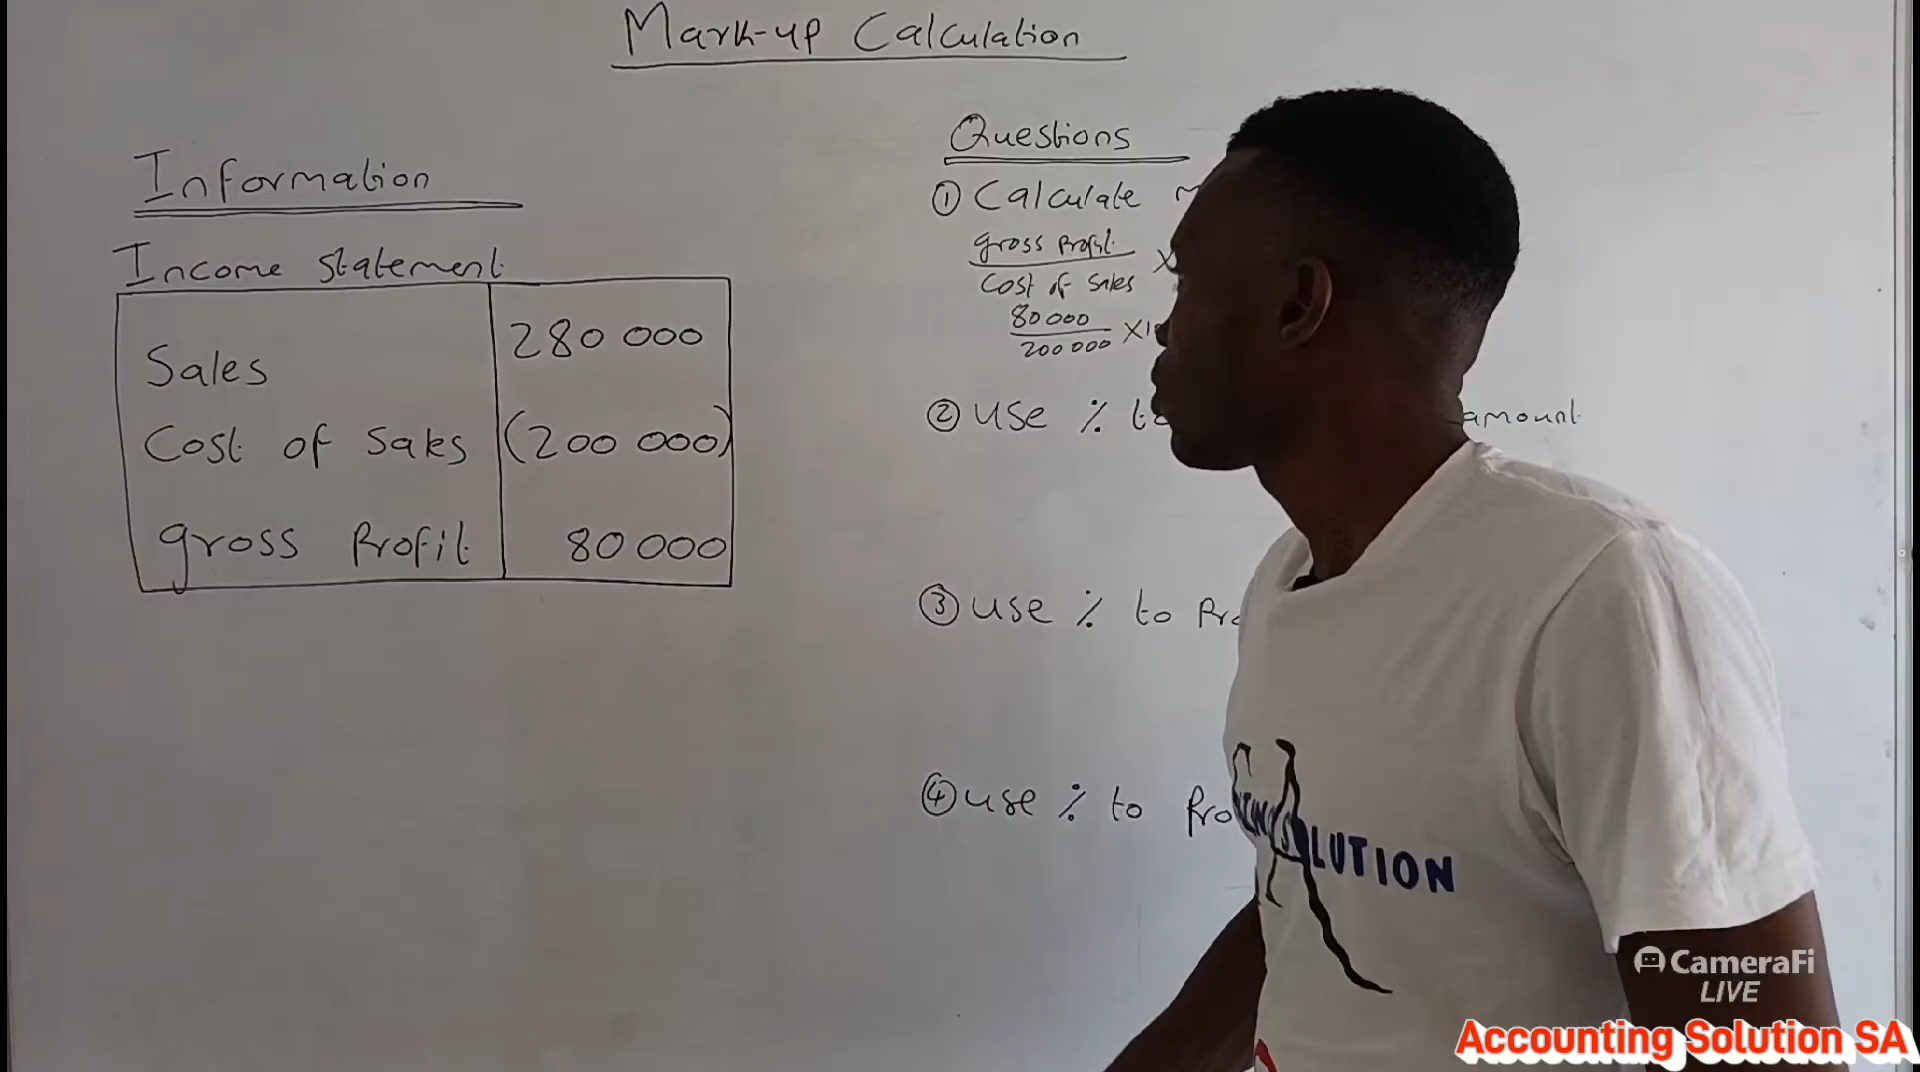 Mark-up Calculation
Information
Income statement
Sales 280 000
Cost of Sales (200 000)
gross Profit 80 000
Questions
① Calculate
gross profit
cost of sales
80 000
200 000
② Use % to amount
③ use % to
④ use % to
SOLUTION
CameraFi
LIVE
Accounting Solution SA